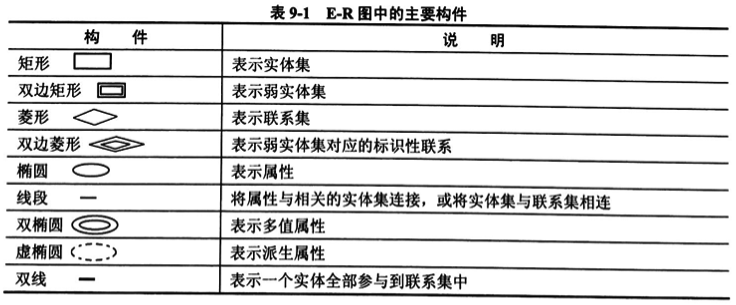 表 9-1 E-R 图中的主要构件
构 件 说 明
矩形 表示实体集
双边矩形 表示弱实体集
菱形 表示联系集
双边菱形 表示弱实体集对应的标识性联系
椭圆 表示属性
线段 将属性与相关的实体集连接，或将实体集与联系集相连
双椭圆 表示多值属性
虚椭圆 表示派生属性
双线 表示一个实体全部参与到联系集中